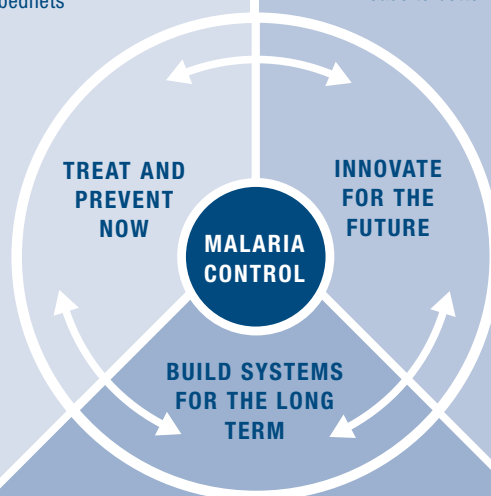 bednets
TREAT AND
PREVENT
NOW
INNOVATE
FOR THE
FUTURE
MALARIA
CONTROL
BUILD SYSTEMS
FOR THE LONG
TERM